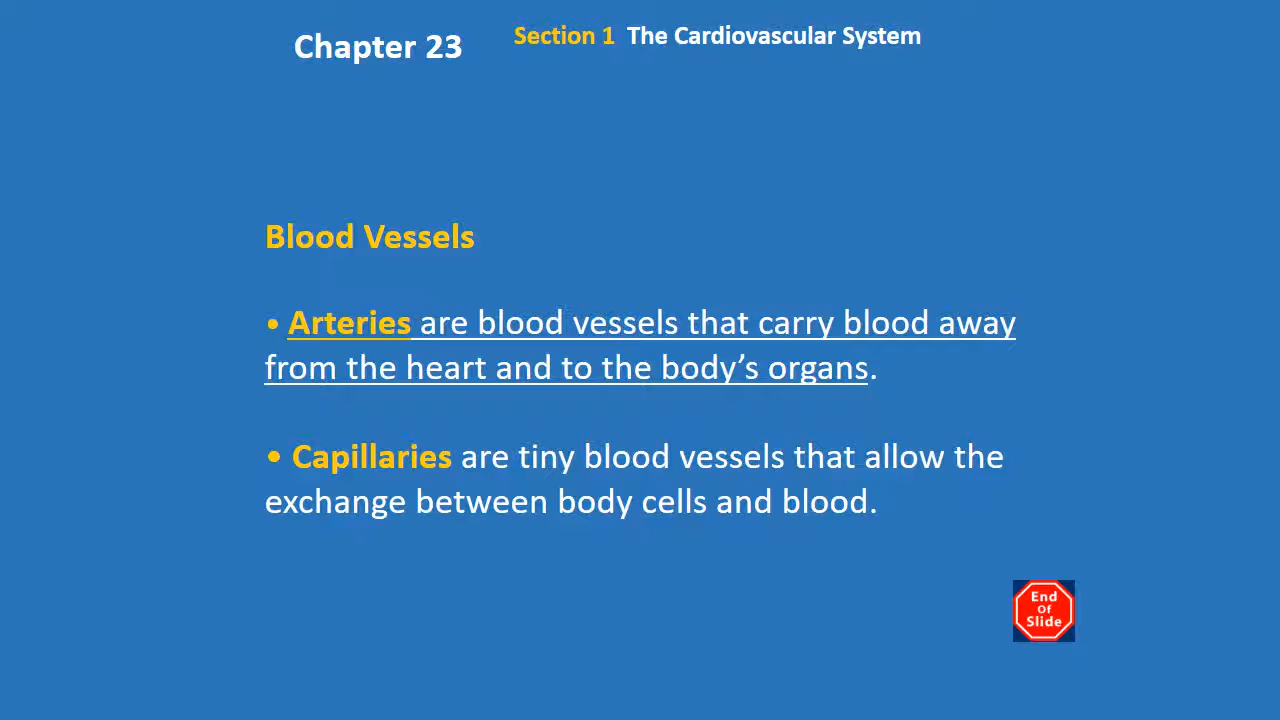 Chapter 23
Section 1 The Cardiovascular System
Blood Vessels
• Arteries are blood vessels that carry blood away
from the heart and to the body’s organs.
• Capillaries are tiny blood vessels that allow the
exchange between body cells and blood.
End
Of
Slide